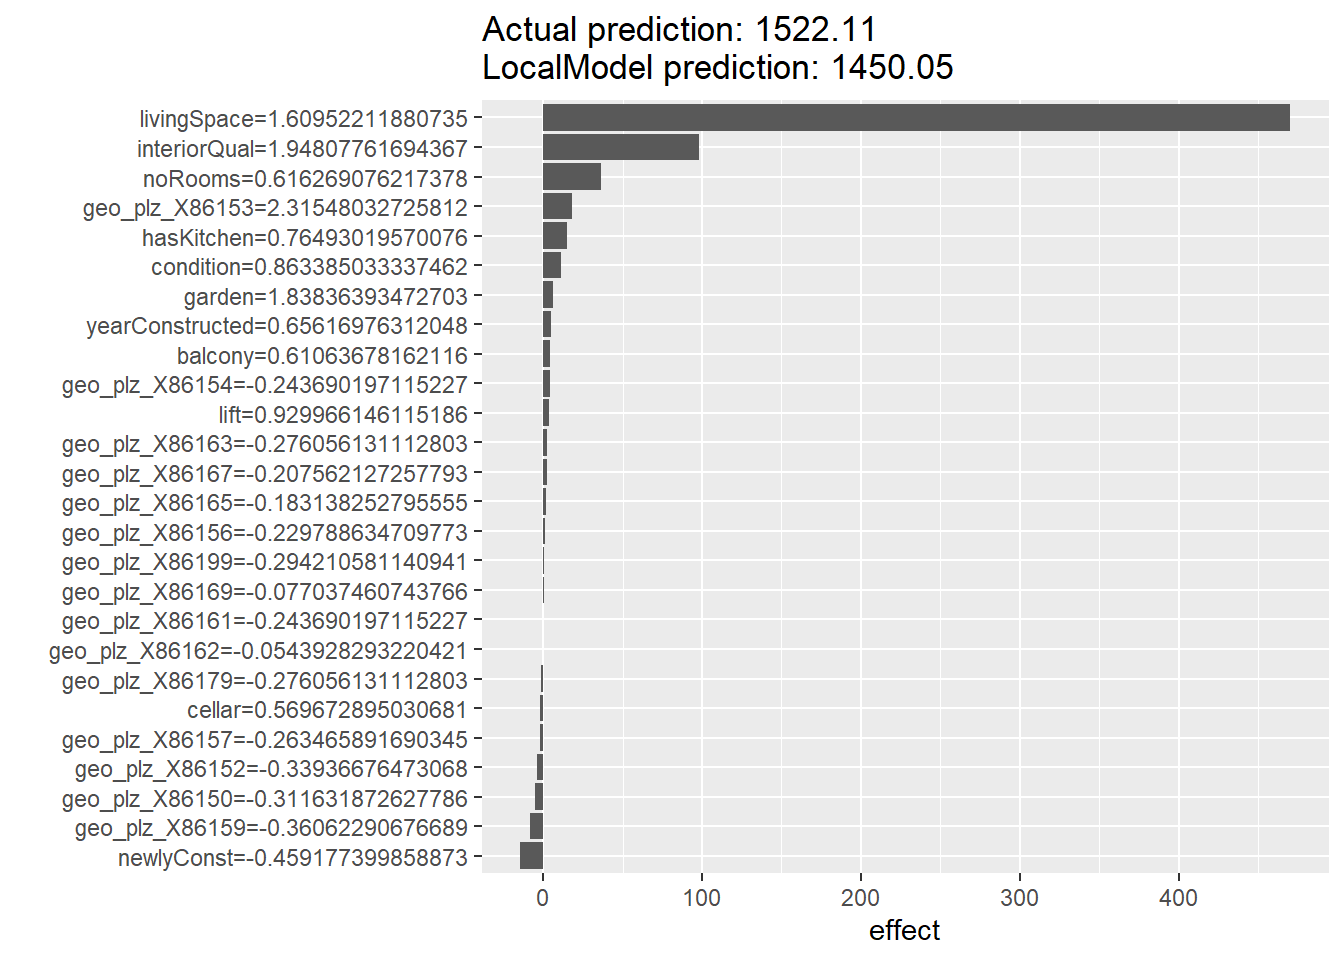 Actual prediction: 1522.11
LocalModel prediction: 1450.05
livingSpace=1.60952211880735
interiorQual=1.94807761694367
noRooms=0.616269076217378
geo_plz_X86153=2.31548032725812
hasKitchen=0.76493019570076
condition=0.863385033337462
garden=1.83836393472703
yearConstructed=0.65616976312048
balcony=0.61063678162116
geo_plz_X86154=-0.243690197115227
lift=0.929966146115186
geo_plz_X86163=-0.276056131112803
geo_plz_X86167=-0.207562127257793
geo_plz_X86165=-0.183138252795555
geo_plz_X86156=-0.229788634709773
geo_plz_X86199=-0.294210581140941
geo_plz_X86169=-0.077037460743766
geo_plz_X86161=-0.243690197115227
geo_plz_X86162=-0.0543928293220421
geo_plz_X86179=-0.276056131112803
cellar=0.569672895030681
geo_plz_X86157=-0.263465891690345
geo_plz_X86152=-0.33936676473068
geo_plz_X86150=-0.311631872627786
geo_plz_X86159=-0.36062290676689
newlyConst=-0.459177399858873
0 100 200 300 400
effect